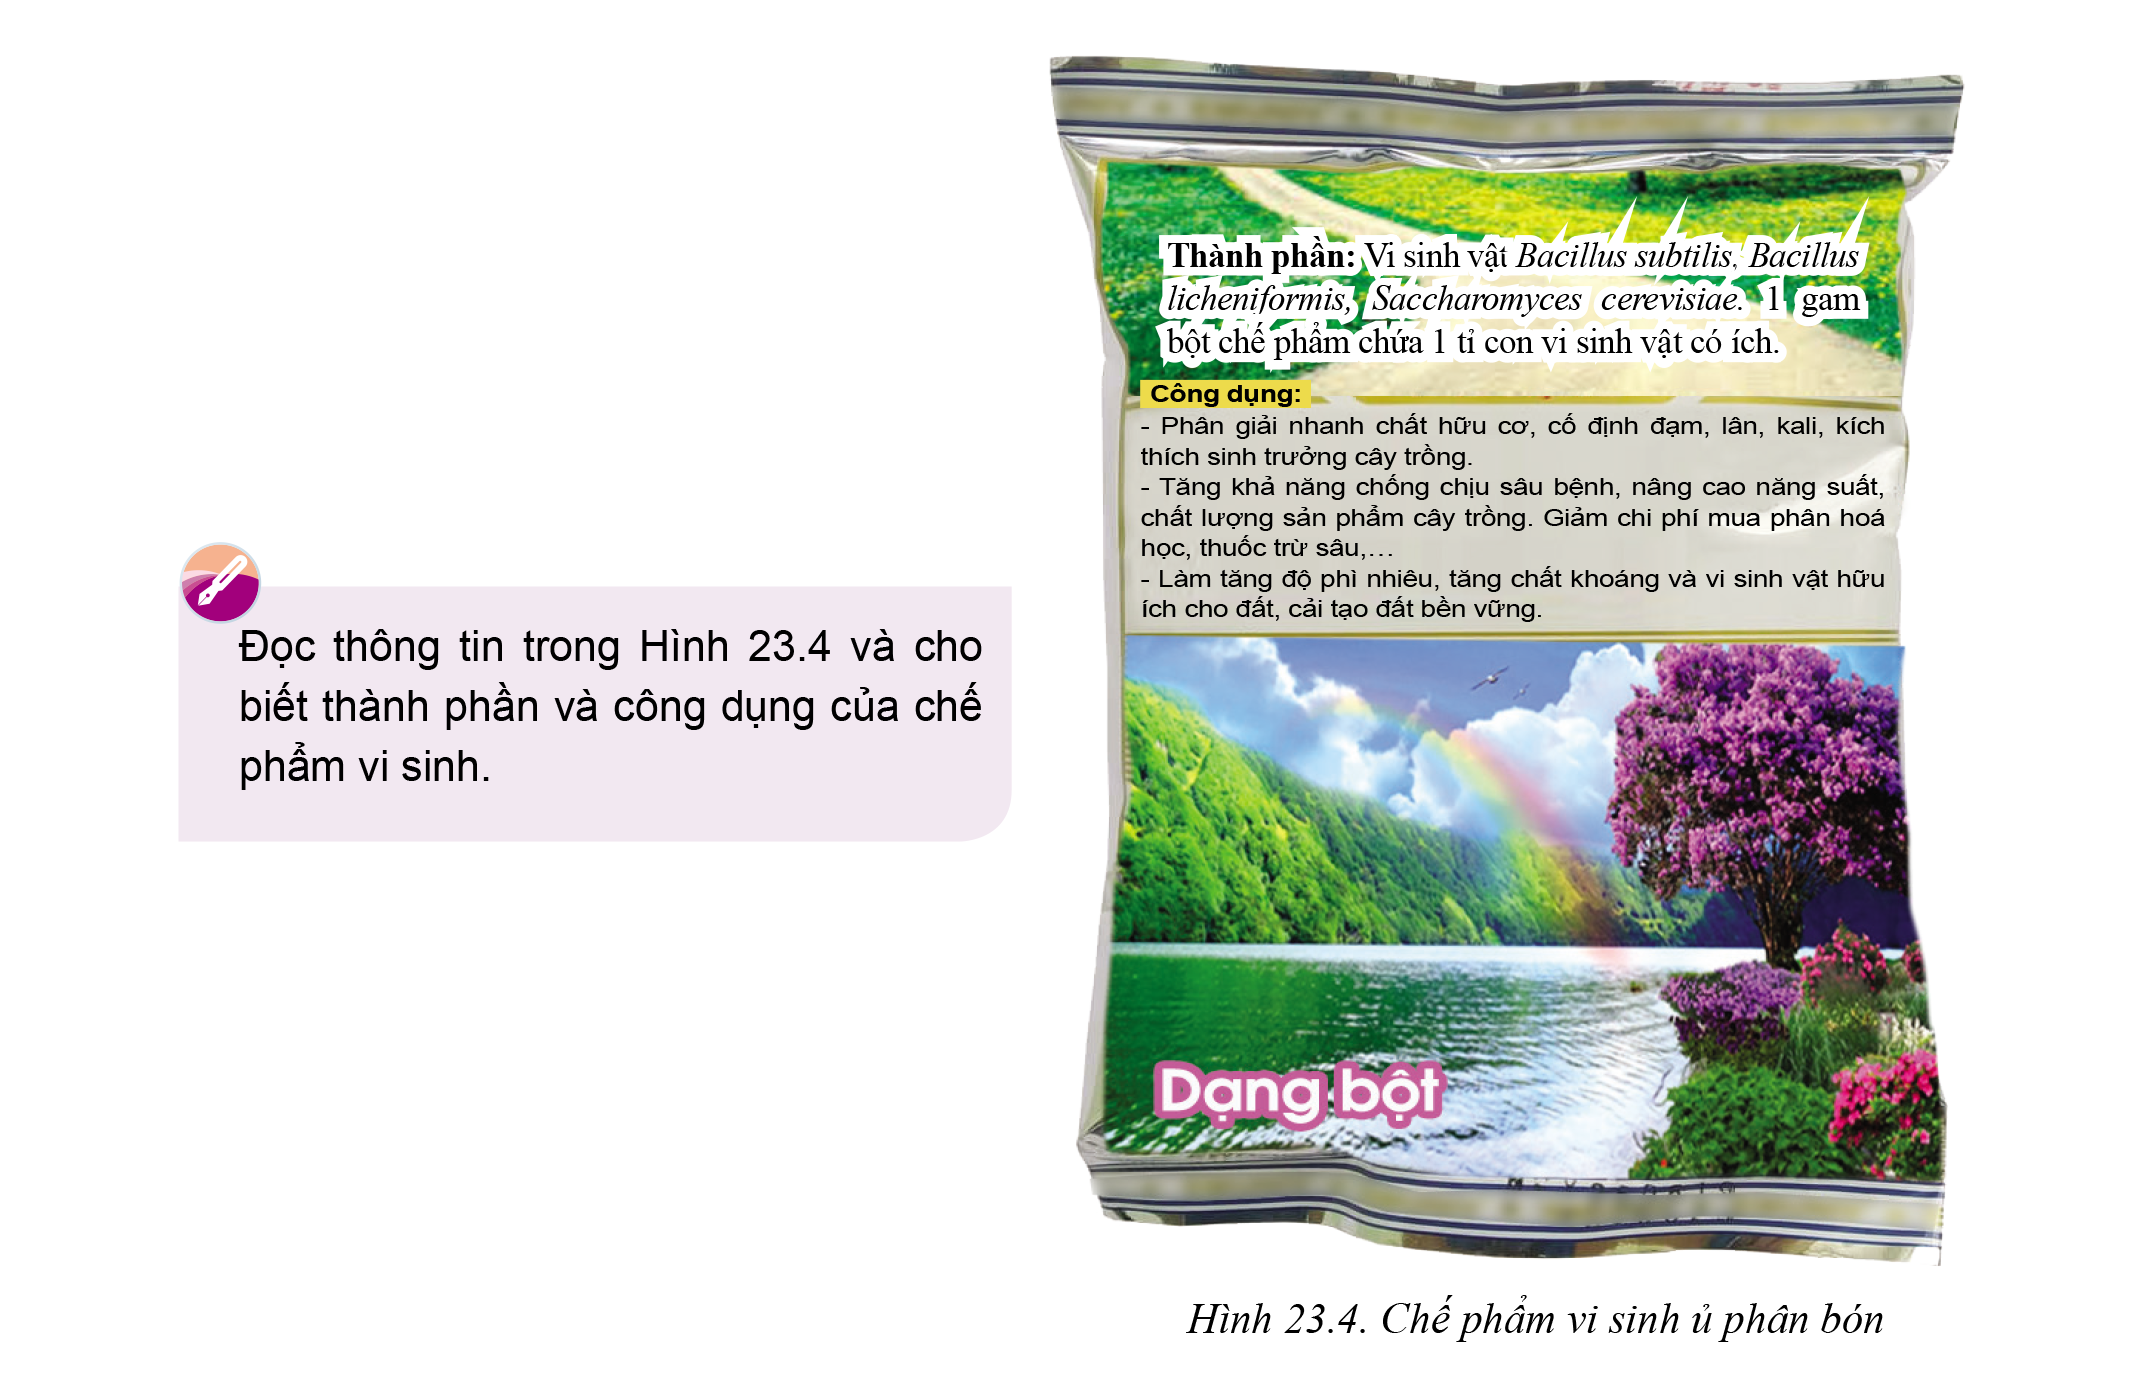 Đọc thông tin trong Hình 23.4 và cho
biết thành phần và công dụng của chế
phẩm vi sinh.
Thành phần: Vi sinh vật Bacillus subtilis, Bacillus
licheniformis, Saccharomyces cerevisiae. 1 gam
bột chế phẩm chứa 1 tỉ con vi sinh vật có ích.
Công dụng:
- Phân giải nhanh chất hữu cơ, cố định đạm, lân, kali, kích
thích sinh trưởng cây trồng.
- Tăng khả năng chống chịu sâu bệnh, nâng cao năng suất,
chất lượng sản phẩm cây trồng. Giảm chi phí mua phân hoá
học, thuốc trừ sâu,...
- Làm tăng độ phì nhiêu, tăng chất khoáng và vi sinh vật hữu
ích cho đất, cải tạo đất bền vững.
Dạng bột
Hình 23.4. Chế phẩm vi sinh ủ phân bón